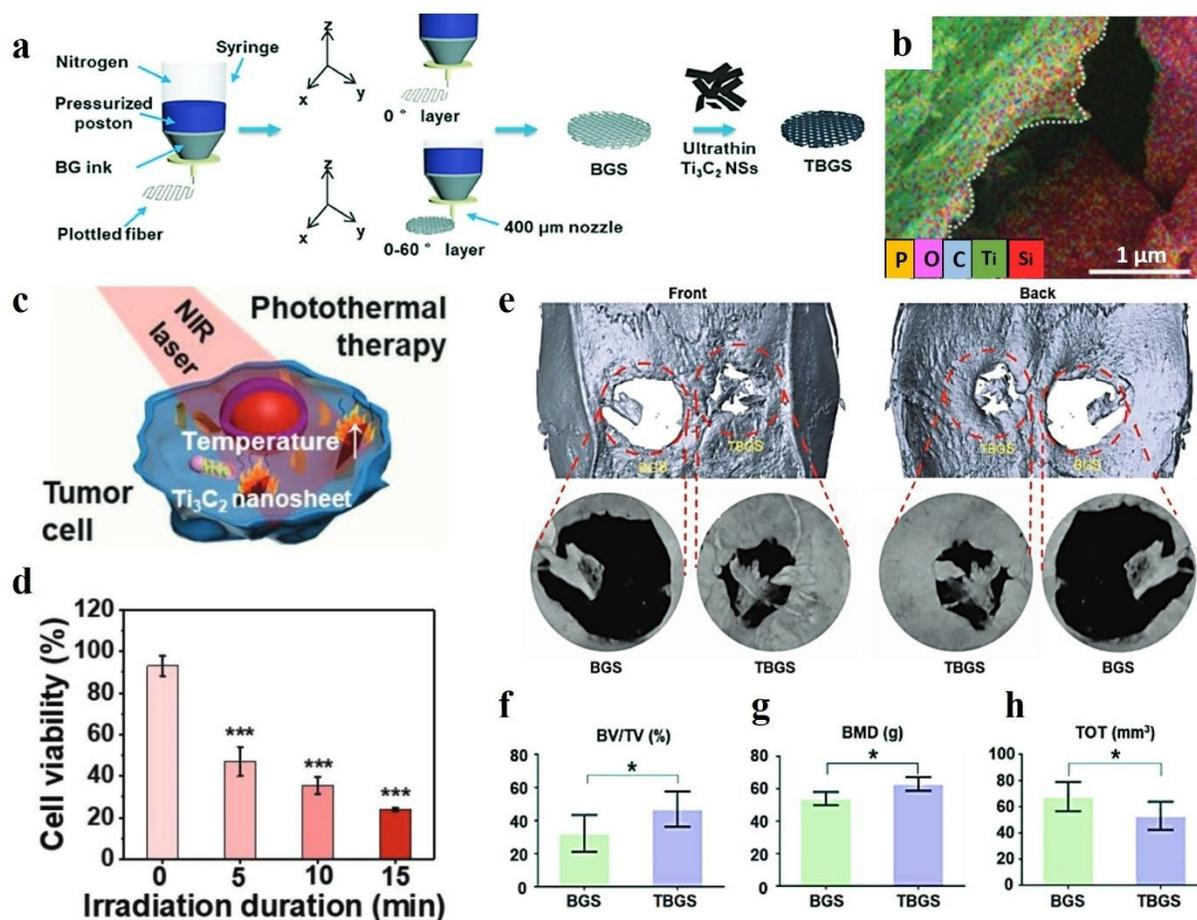 a
Nitrogen
Syringe
Pressurized
poston
BG ink
Plottled fiber
z
x
y
0 ° layer
z
x
y
0-60 ° layer
400 μm nozzle
BGS
Ultrathin
Ti₃C₂ NSs
TBGS
b
P O C Ti Si
1 μm
c
NIR
laser
Photothermal
therapy
Temperature ↑
Ti₃C₂ nanosheet
Tumor
cell
d
Cell viability (%)
120
100
80
60
40
20
0
***
***
***
0 5 10 15
Irradiation duration (min)
e
Front
Back
BGS
TBGS
TBGS
BGS
BGS
TBGS
TBGS
BGS
f
BV/TV (%)
80
60
40
20
0
*
BGS TBGS
g
BMD (g)
80
60
40
20
0
*
BGS TBGS
h
TOT (mm³)
100
80
60
40
20
0
*
BGS TBGS